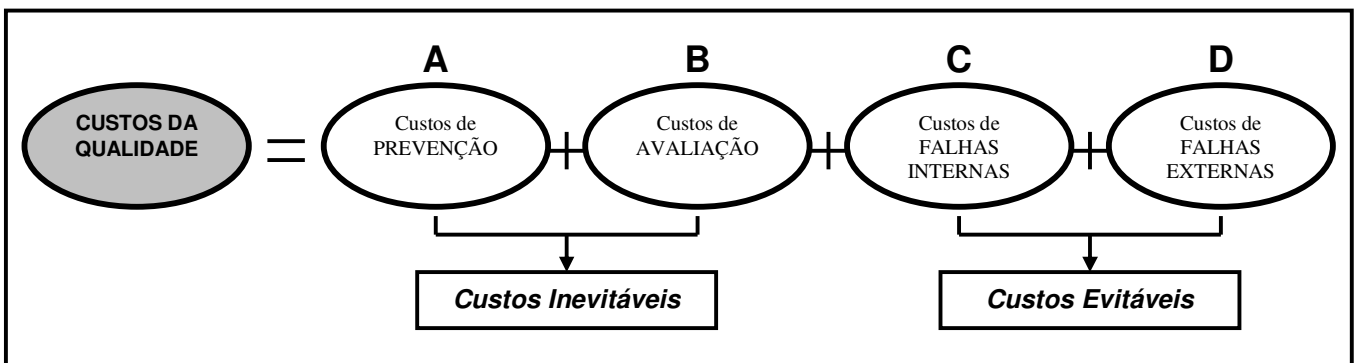 A
B
C
D
CUSTOS DA
QUALIDADE
=
Custos de
PREVENÇÃO
+
Custos de
AVALIAÇÃO
+
Custos de
FALHAS
INTERNAS
+
Custos de
FALHAS
EXTERNAS
Custos Inevitáveis
Custos Evitáveis